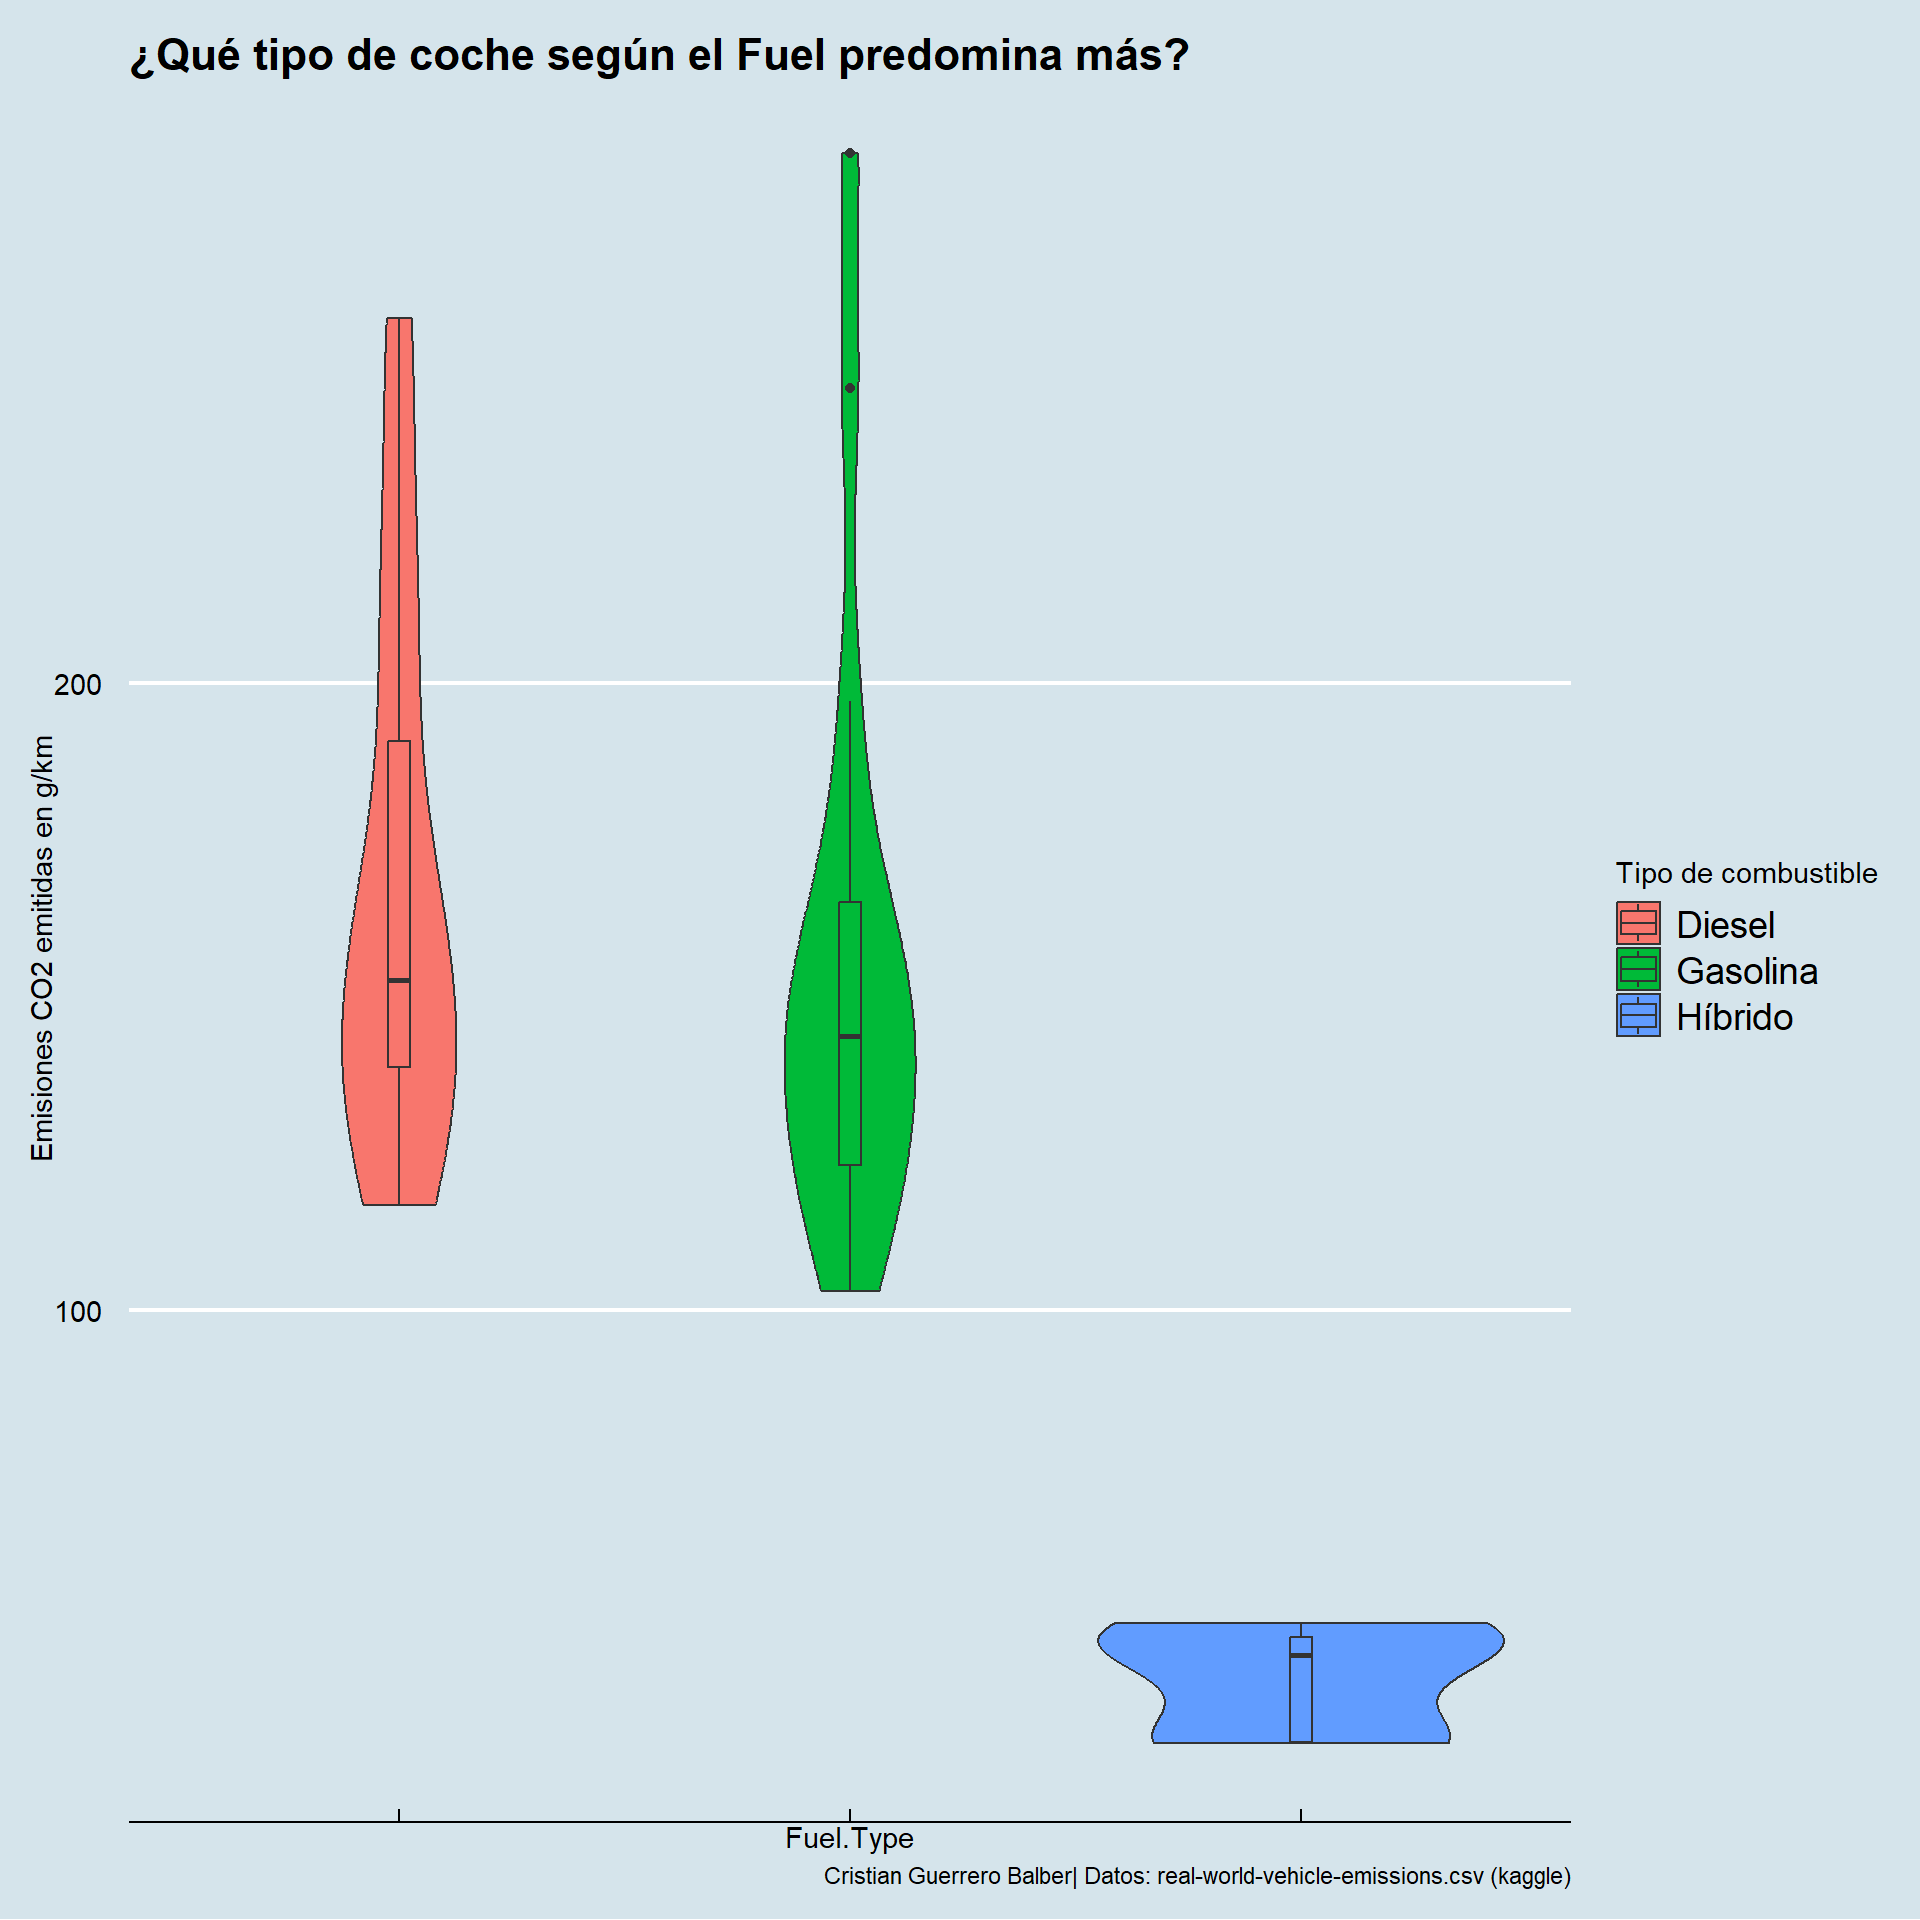 ¿Qué tipo de coche según el Fuel predomina más?
200
100
Emisiones CO2 emitidas en g/km
Tipo de combustible
Diesel
Gasolina
Híbrido
Fuel.Type
Cristian Guerrero Balber| Datos: real-world-vehicle-emissions.csv (kaggle)